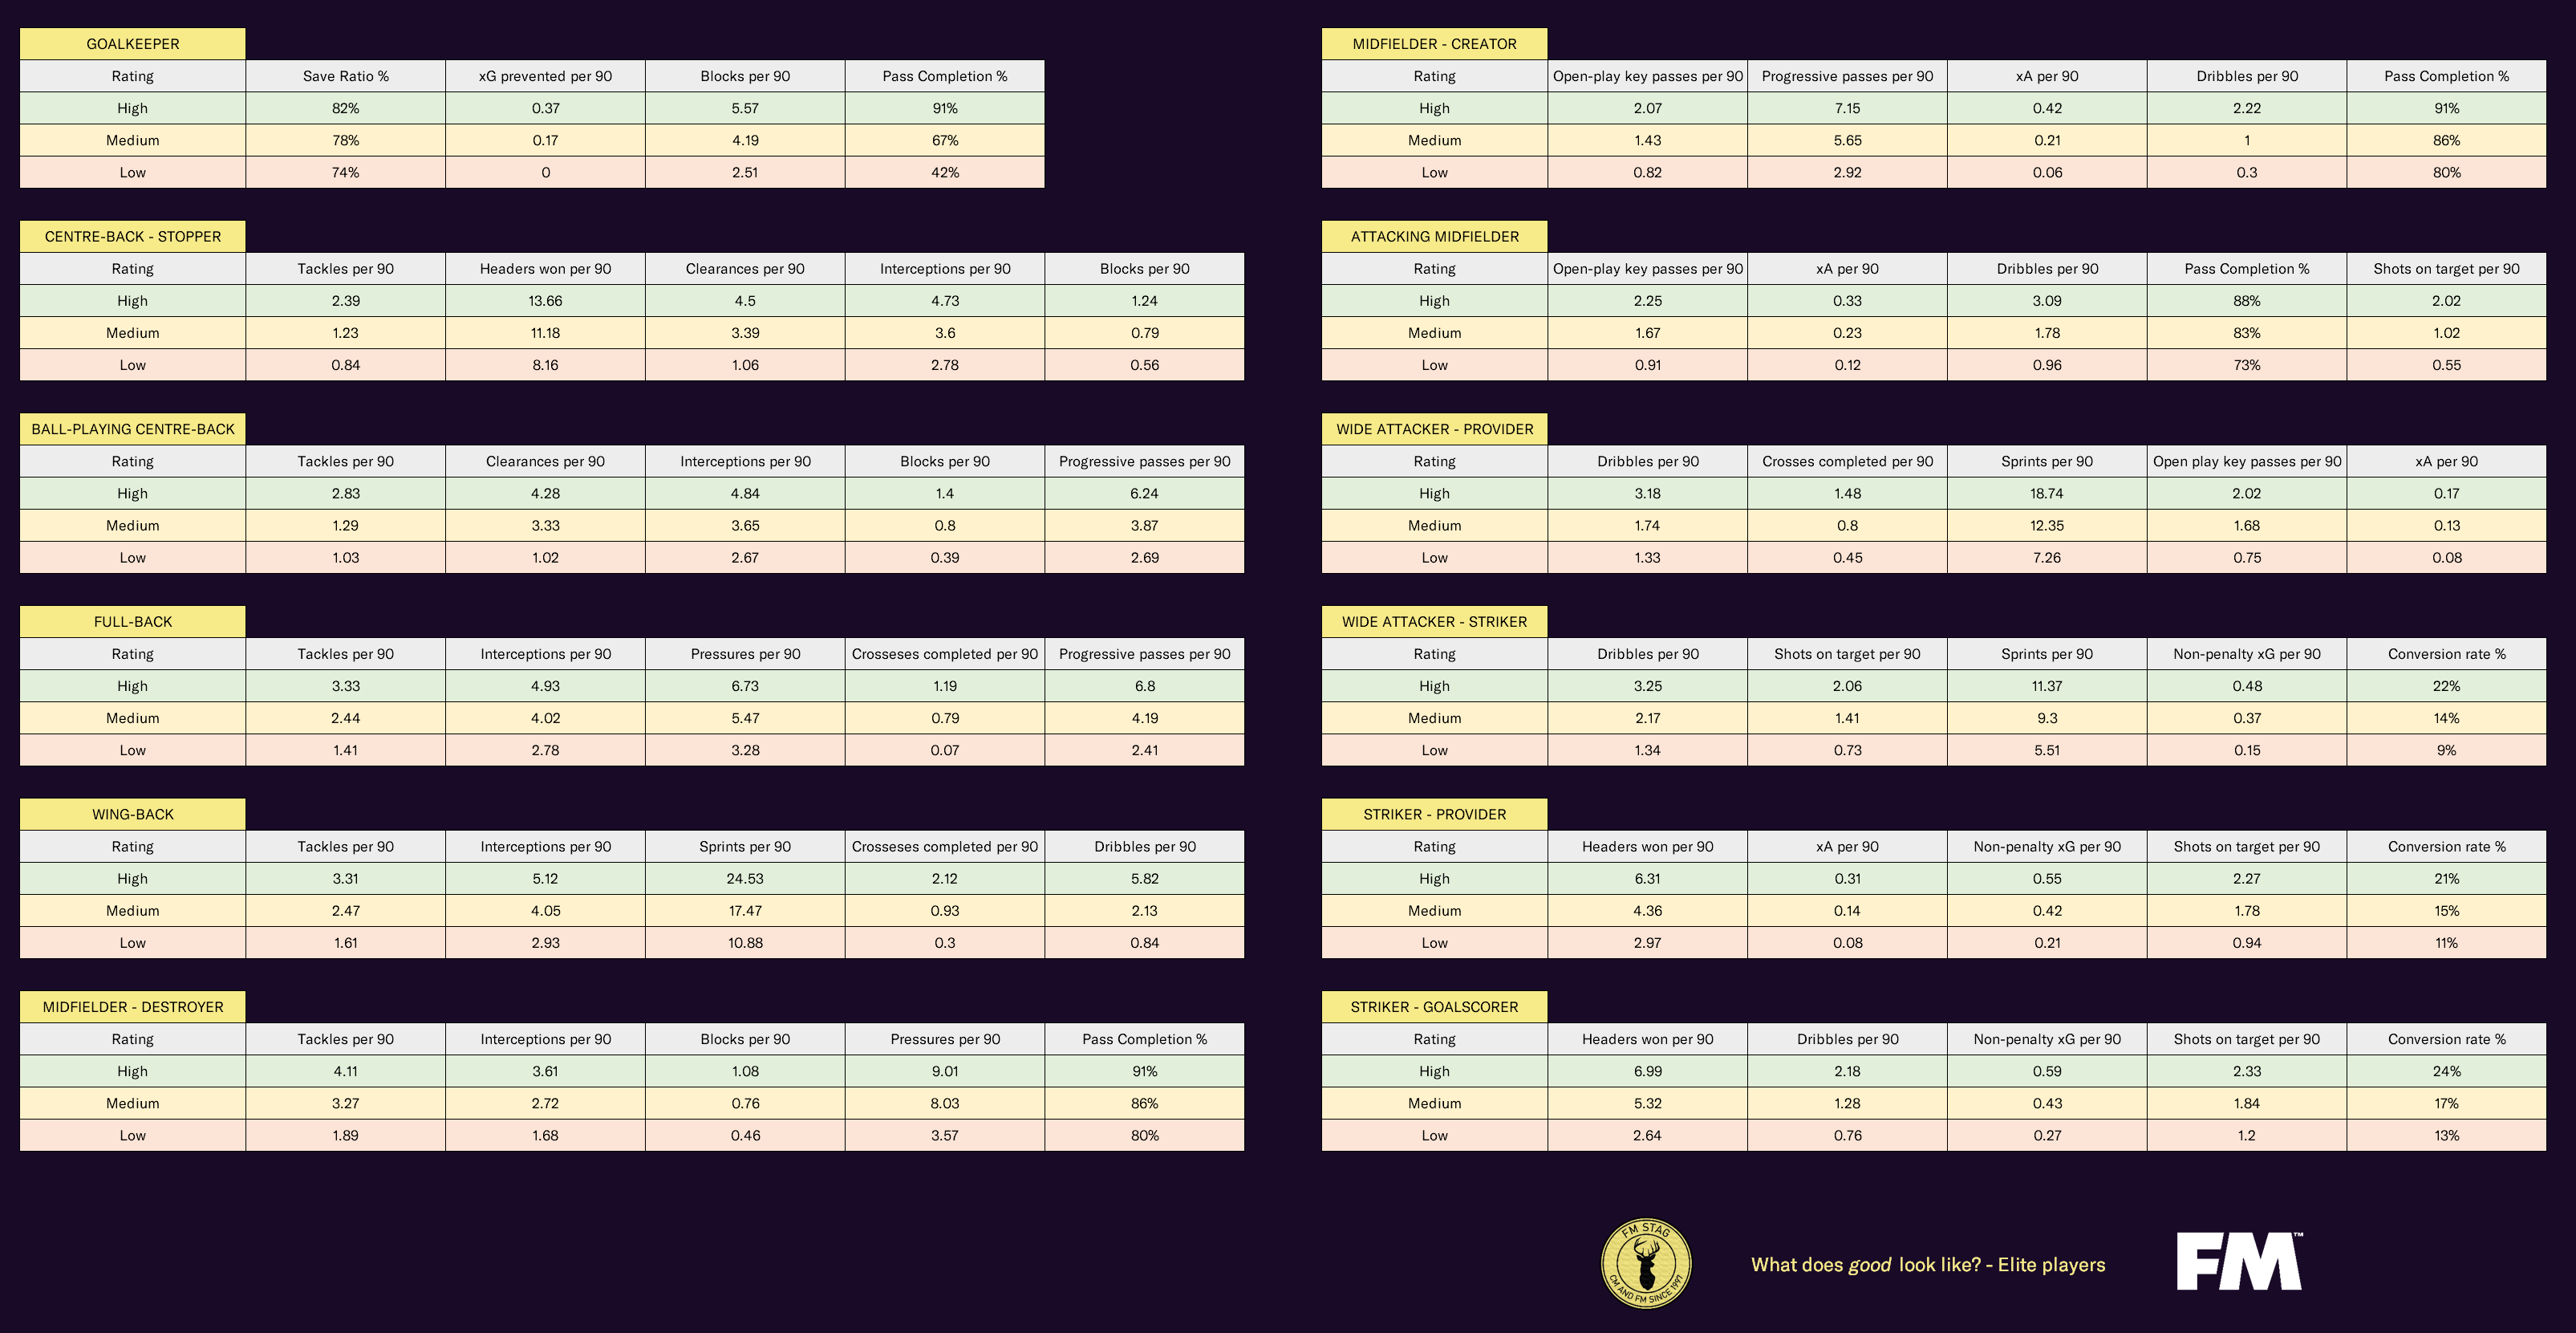 GOALKEEPER
Rating Save Ratio % xG prevented per 90 Blocks per 90 Pass Completion %
High 82% 0.37 5.57 91%
Medium 78% 0.17 4.19 67%
Low 74% 0 2.51 42%
CENTRE-BACK - STOPPER
Rating Tackles per 90 Headers won per 90 Clearances per 90 Interceptions per 90 Blocks per 90
High 2.39 13.66 4.5 4.73 1.24
Medium 1.23 11.18 3.39 3.6 0.79
Low 0.84 8.16 1.06 2.78 0.56
BALL-PLAYING CENTRE-BACK
Rating Tackles per 90 Clearances per 90 Interceptions per 90 Blocks per 90 Progressive passes per 90
High 2.83 4.28 4.84 1.4 6.24
Medium 1.29 3.33 3.65 0.8 3.87
Low 1.03 1.02 2.67 0.39 2.69
FULL-BACK
Rating Tackles per 90 Interceptions per 90 Pressures per 90 Crosseses completed per 90 Progressive passes per 90
High 3.33 4.93 6.73 1.19 6.8
Medium 2.44 4.02 5.47 0.79 4.19
Low 1.41 2.78 3.28 0.07 2.41
WING-BACK
Rating Tackles per 90 Interceptions per 90 Sprints per 90 Crosseses completed per 90 Dribbles per 90
High 3.31 5.12 24.53 2.12 5.82
Medium 2.47 4.05 17.47 0.93 2.13
Low 1.61 2.93 10.88 0.3 0.84
MIDFIELDER - DESTROYER
Rating Tackles per 90 Interceptions per 90 Blocks per 90 Pressures per 90 Pass Completion %
High 4.11 3.61 1.08 9.01 91%
Medium 3.27 2.72 0.76 8.03 86%
Low 1.89 1.68 0.46 3.57 80%
MIDFIELDER - CREATOR
Rating Open-play key passes per 90 Progressive passes per 90 xA per 90 Dribbles per 90 Pass Completion %
High 2.07 7.15 0.42 2.22 91%
Medium 1.43 5.65 0.21 1 86%
Low 0.82 2.92 0.06 0.3 80%
ATTACKING MIDFIELDER
Rating Open-play key passes per 90 xA per 90 Dribbles per 90 Pass Completion % Shots on target per 90
High 2.25 0.33 3.09 88% 2.02
Medium 1.67 0.23 1.78 83% 1.02
Low 0.91 0.12 0.96 73% 0.55
WIDE ATTACKER - PROVIDER
Rating Dribbles per 90 Crosses completed per 90 Sprints per 90 Open play key passes per 90 xA per 90
High 3.18 1.48 18.74 2.02 0.17
Medium 1.74 0.8 12.35 1.68 0.13
Low 1.33 0.45 7.26 0.75 0.08
WIDE ATTACKER - STRIKER
Rating Dribbles per 90 Shots on target per 90 Sprints per 90 Non-penalty xG per 90 Conversion rate %
High 3.25 2.06 11.37 0.48 22%
Medium 2.17 1.41 9.3 0.37 14%
Low 1.34 0.73 5.51 0.15 9%
STRIKER - PROVIDER
Rating Headers won per 90 xA per 90 Non-penalty xG per 90 Shots on target per 90 Conversion rate %
High 6.31 0.31 0.55 2.27 21%
Medium 4.36 0.14 0.42 1.78 15%
Low 2.97 0.08 0.21 0.94 11%
STRIKER - GOALSCORER
Rating Headers won per 90 Dribbles per 90 Non-penalty xG per 90 Shots on target per 90 Conversion rate %
High 6.99 2.18 0.59 2.33 24%
Medium 5.32 1.28 0.43 1.84 17%
Low 2.64 0.76 0.27 1.2 13%
FM STAG
CM AND FM SINCE 1997
What does good look like? - Elite players
FM™